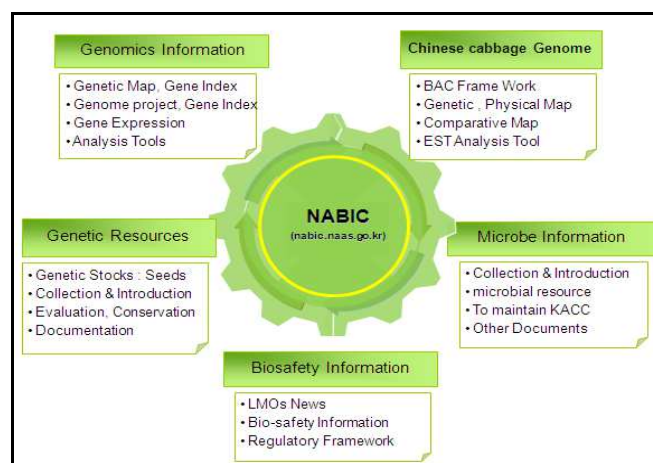 Genomics Information
• Genetic Map, Gene Index
• Genome project, Gene Index
• Gene Expression
• Analysis Tools
Chinese cabbage Genome
• BAC Frame Work
• Genetic , Physical Map
• Comparative Map
• EST Analysis Tool
NABIC
(nabic.naas.go.kr)
Genetic Resources
• Genetic Stocks : Seeds
• Collection & Introduction
• Evaluation, Conservation
• Documentation
Microbe Information
• Collection & Introduction
• microbial resource
• To maintain KACC
• Other Documents
Biosafety Information
• LMOs News
• Bio-safety Information
• Regulatory Framework